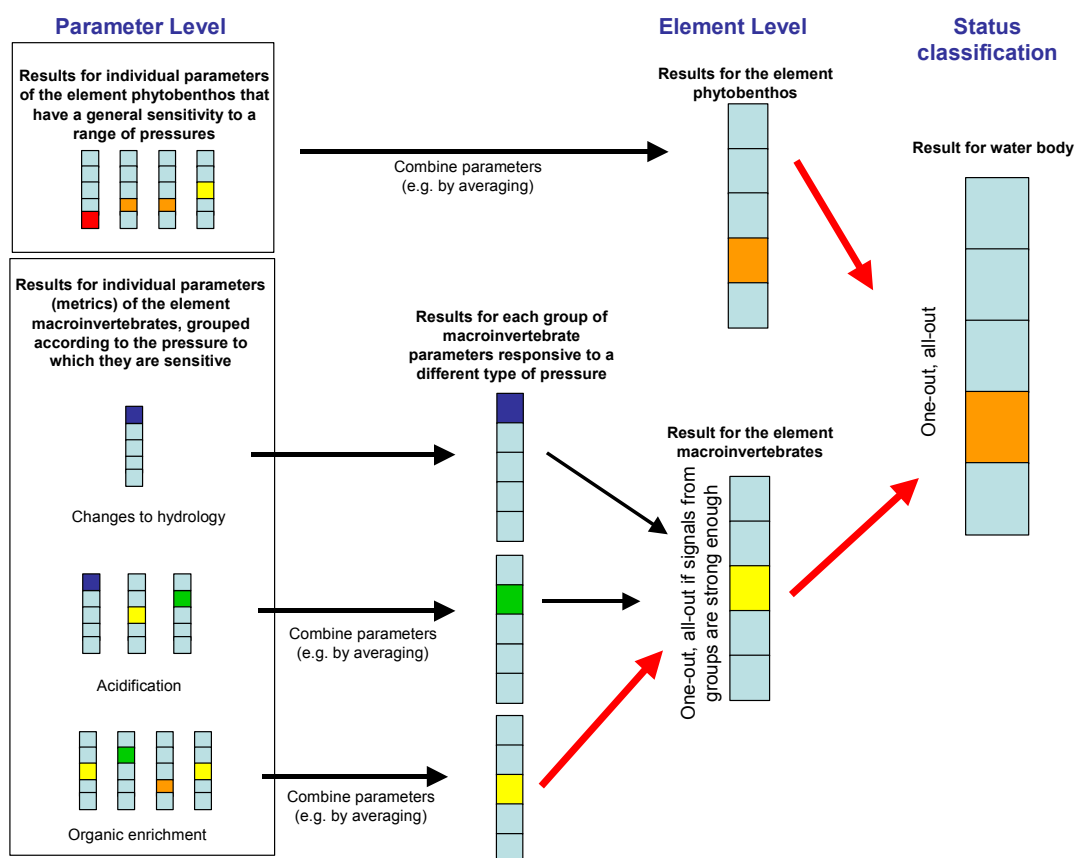 Parameter Level
Element Level
Status
classification
Results for individual parameters
of the element phytobenthos that
have a general sensitivity to a
range of pressures
Combine parameters
(e.g. by averaging)
Results for the element
phytobenthos
Result for water body
Results for individual parameters
(metrics) of the element
macroinvertebrates, grouped
according to the pressure to
which they are sensitive
Results for each group of
macroinvertebrate
parameters responsive to a
different type of pressure
One-out, all-out
Result for the element
macroinvertebrates
One-out, all-out if signals from
groups are strong enough
Changes to hydrology
Combine parameters
(e.g. by averaging)
Acidification
Combine parameters
(e.g. by averaging)
Organic enrichment